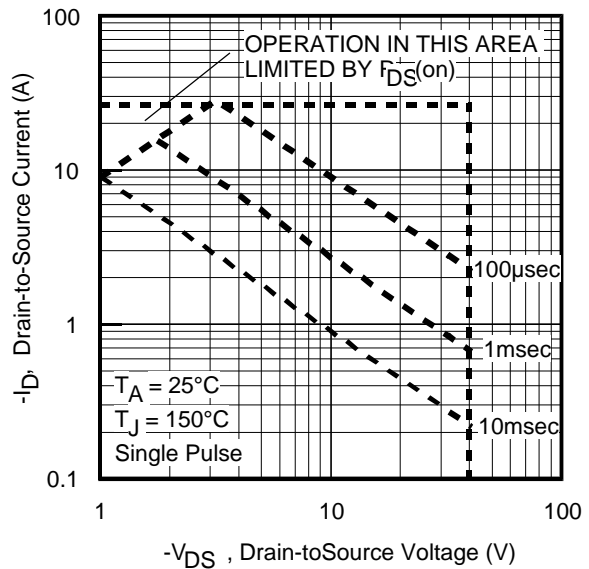 100
OPERATION IN THIS AREA
LIMITED BY RDS(on)
-ID, Drain-to-Source Current (A)
10
100µsec
1
1msec
TA = 25°C
TJ = 150°C
10msec
Single Pulse
0.1
1
10
100
-VDS , Drain-toSource Voltage (V)